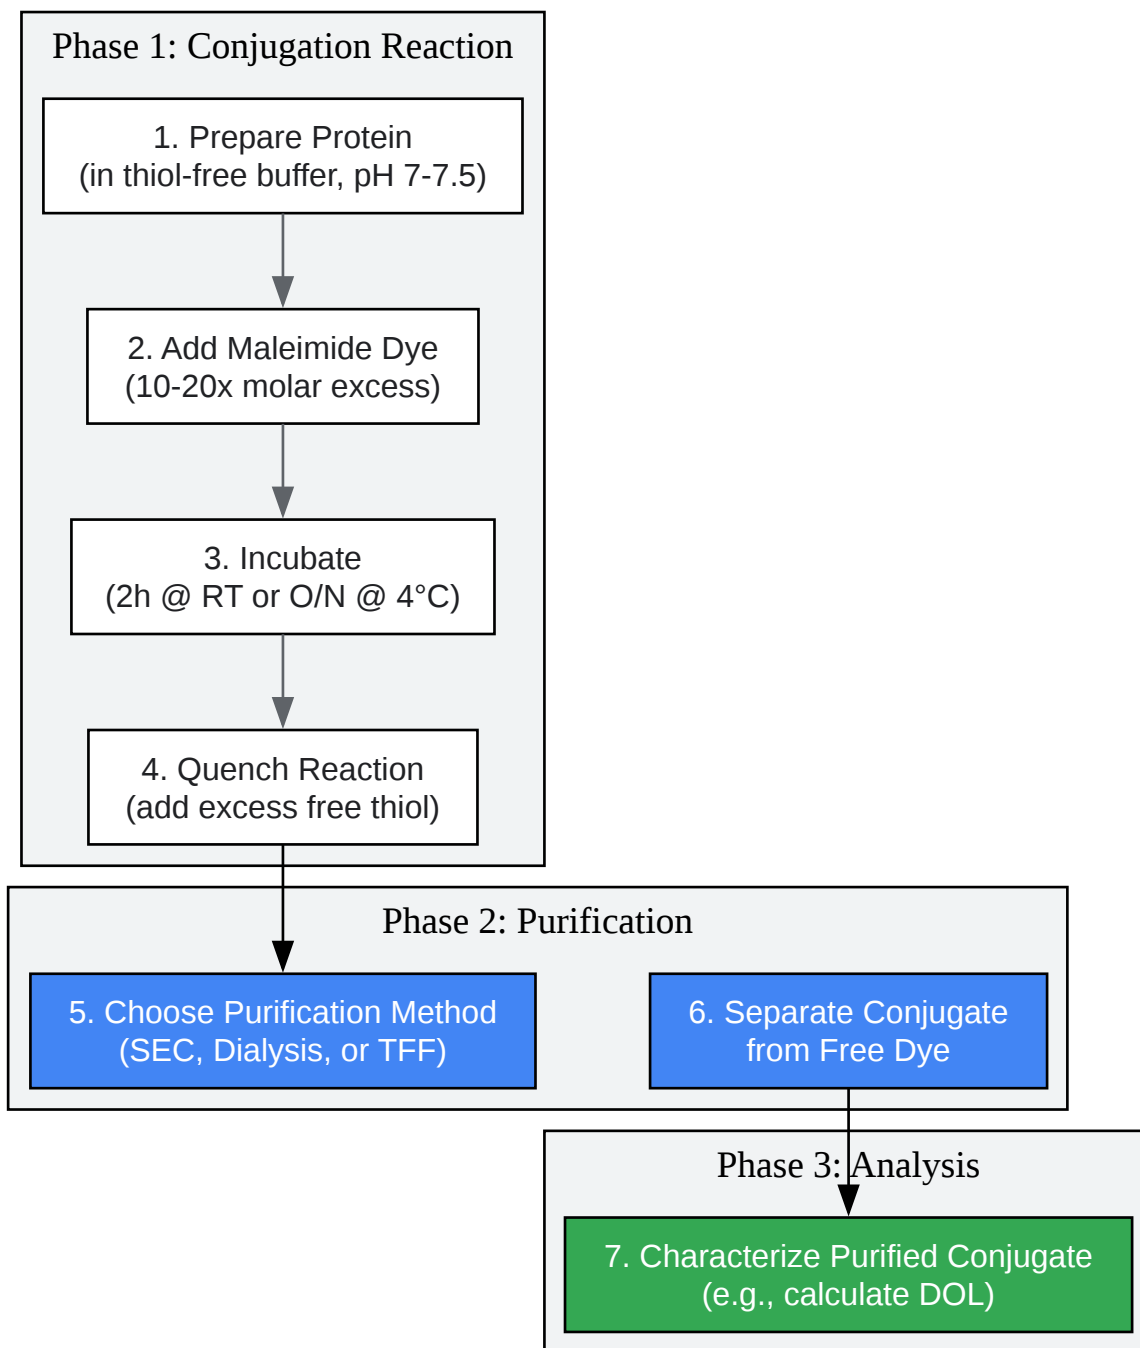 Phase 1: Conjugation Reaction
1. Prepare Protein
(in thiol-free buffer, pH 7-7.5)
2. Add Maleimide Dye
(10-20x molar excess)
3. Incubate
(2h @ RT or O/N @ 4°C)
4. Quench Reaction
(add excess free thiol)
Phase 2: Purification
5. Choose Purification Method
(SEC, Dialysis, or TFF)
6. Separate Conjugate
from Free Dye
Phase 3: Analysis
7. Characterize Purified Conjugate
(e.g., calculate DOL)